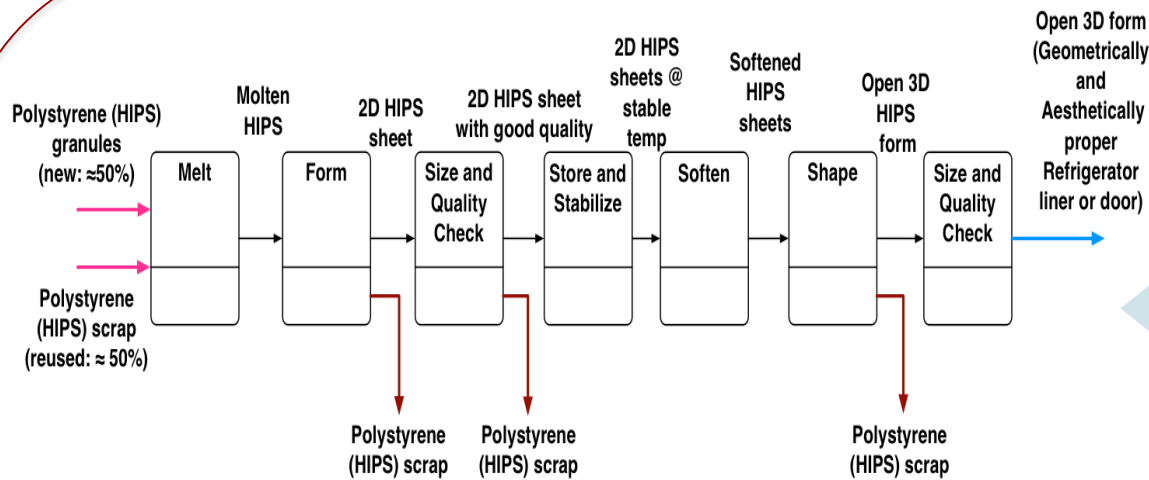 Polystyrene (HIPS)
granules
(new: ≈50%)
Molten
HIPS
2D HIPS
sheet
2D HIPS sheet
with good quality
2D HIPS
sheets @
stable
temp
Softened
HIPS
sheets
Open 3D
HIPS
form
Open 3D form
(Geometrically
and
Aesthetically
proper
Refrigerator
liner or door)
Melt
Form
Size and
Quality
Check
Store and
Stabilize
Soften
Shape
Size and
Quality
Check
Polystyrene
(HIPS) scrap
(reused: ≈ 50%)
Polystyrene
(HIPS) scrap
Polystyrene
(HIPS) scrap
Polystyrene
(HIPS) scrap